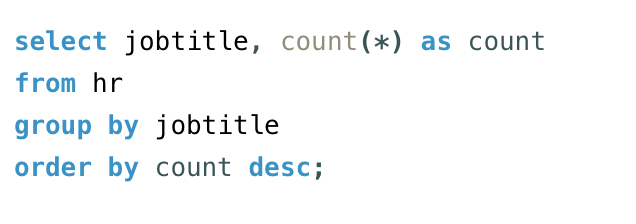 select jobtitle, count(*) as count
from hr
group by jobtitle
order by count desc;